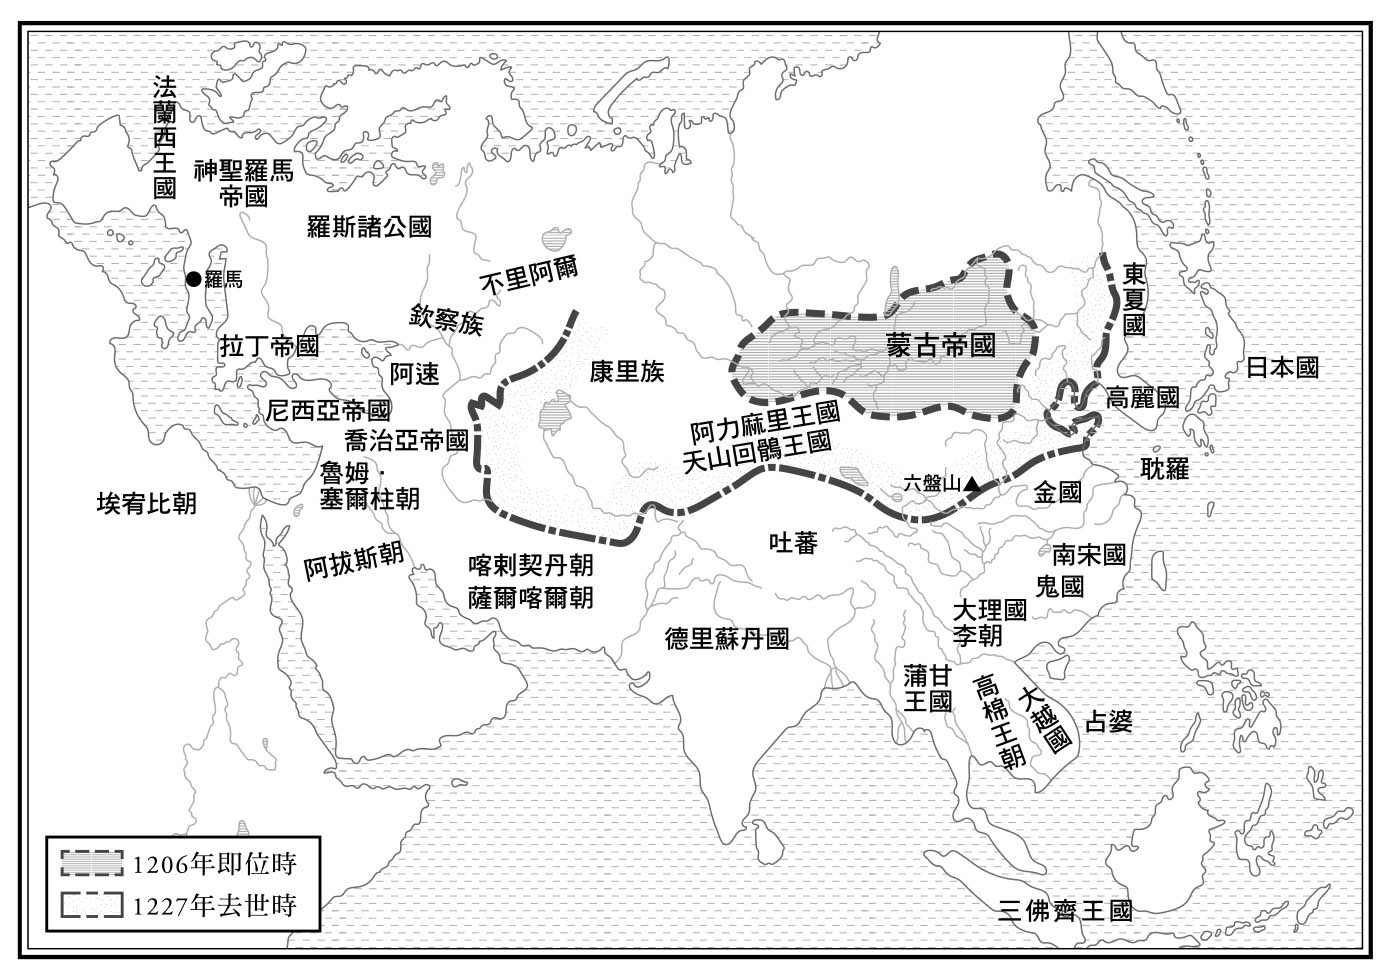 法蘭西王國
神聖羅馬
帝國
羅斯諸公國
不里阿爾
羅馬
欽察族
東夏國
拉丁帝國
蒙古帝國
阿速
康里族
日本國
尼西亞帝國
高麗國
喬治亞帝國
阿力麻里王國
天山回鶻王國
魯姆・
塞爾柱朝
耽羅
六盤山
金國
埃宥比朝
吐蕃
阿拔斯朝
喀剌契丹朝
薩爾喀爾朝
南宋國
鬼國
大理國
李朝
德里蘇丹國
蒲甘
王國
高棉王朝
大越國
占婆
三佛齊王國
1206年即位時
1227年去世時